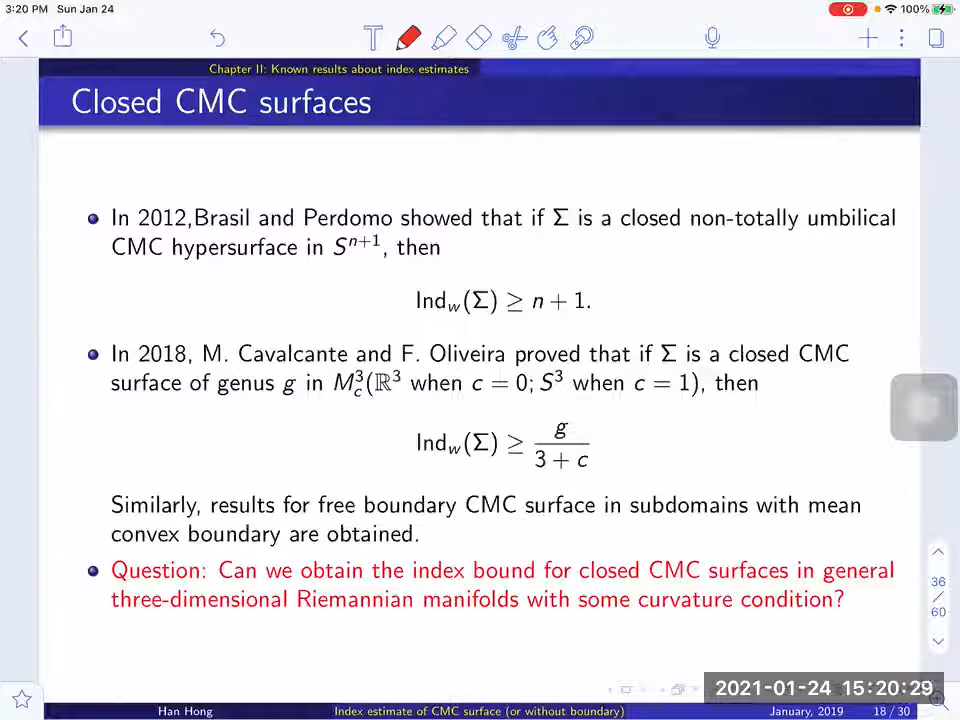 3:20 PM Sun Jan 24
100%
Chapter II: Known results about index estimates
Closed CMC surfaces
In 2012,Brasil and Perdomo showed that if Σ is a closed non-totally umbilical
CMC hypersurface in S^{n+1}, then
Ind_w(Σ) ≥ n + 1.
In 2018, M. Cavalcante and F. Oliveira proved that if Σ is a closed CMC
surface of genus g in M_c^3(ℝ^3 when c = 0; S^3 when c = 1), then
Ind_w(Σ) ≥ g / (3 + c)
Similarly, results for free boundary CMC surface in subdomains with mean
convex boundary are obtained.
Question: Can we obtain the index bound for closed CMC surfaces in general
three-dimensional Riemannian manifolds with some curvature condition?
36
/
60
2021-01-24 15:20:29
Han Hong
Index estimate of CMC surface (or without boundary)
January, 2019
18 / 30